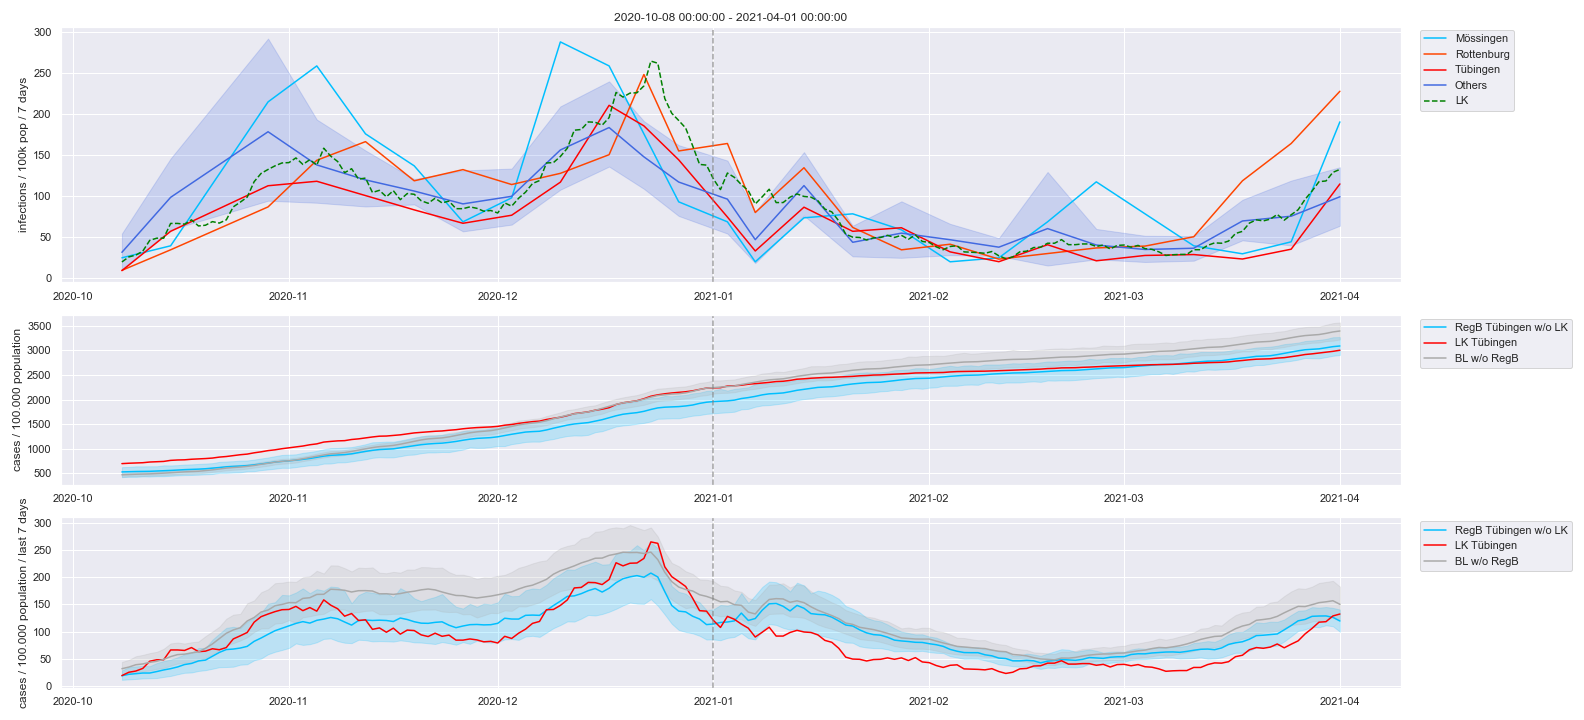 2020-10-08 00:00:00 - 2021-04-01 00:00:00
infections / 100k pop / 7 days
300
250
200
150
100
50
0
2020-10
2020-11
2020-12
2021-01
2021-02
2021-03
2021-04
Mössingen
Rottenburg
Tübingen
Others
LK
cases / 100.000 population
3500
3000
2500
2000
1500
1000
500
2020-10
2020-11
2020-12
2021-01
2021-02
2021-03
2021-04
RegB Tübingen w/o LK
LK Tübingen
BL w/o RegB
cases / 100.000 population / last 7 days
300
250
200
150
100
50
0
2020-10
2020-11
2020-12
2021-01
2021-02
2021-03
2021-04
RegB Tübingen w/o LK
LK Tübingen
BL w/o RegB